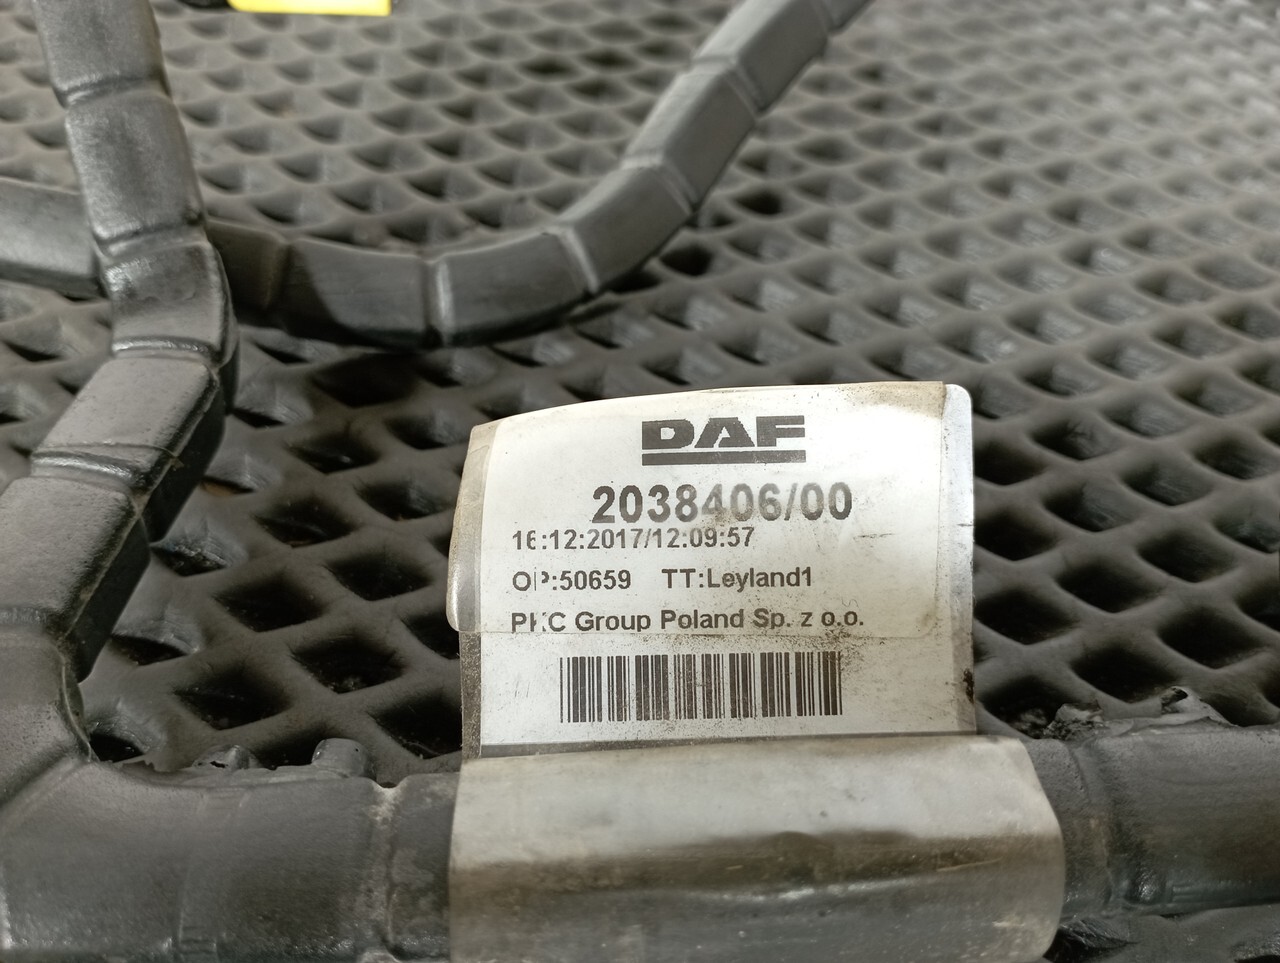 DAF
2038406/00
16:12:2017/12:09:57
OP:50659 TT:Leyland1
PKC Group Poland Sp. z o.o.